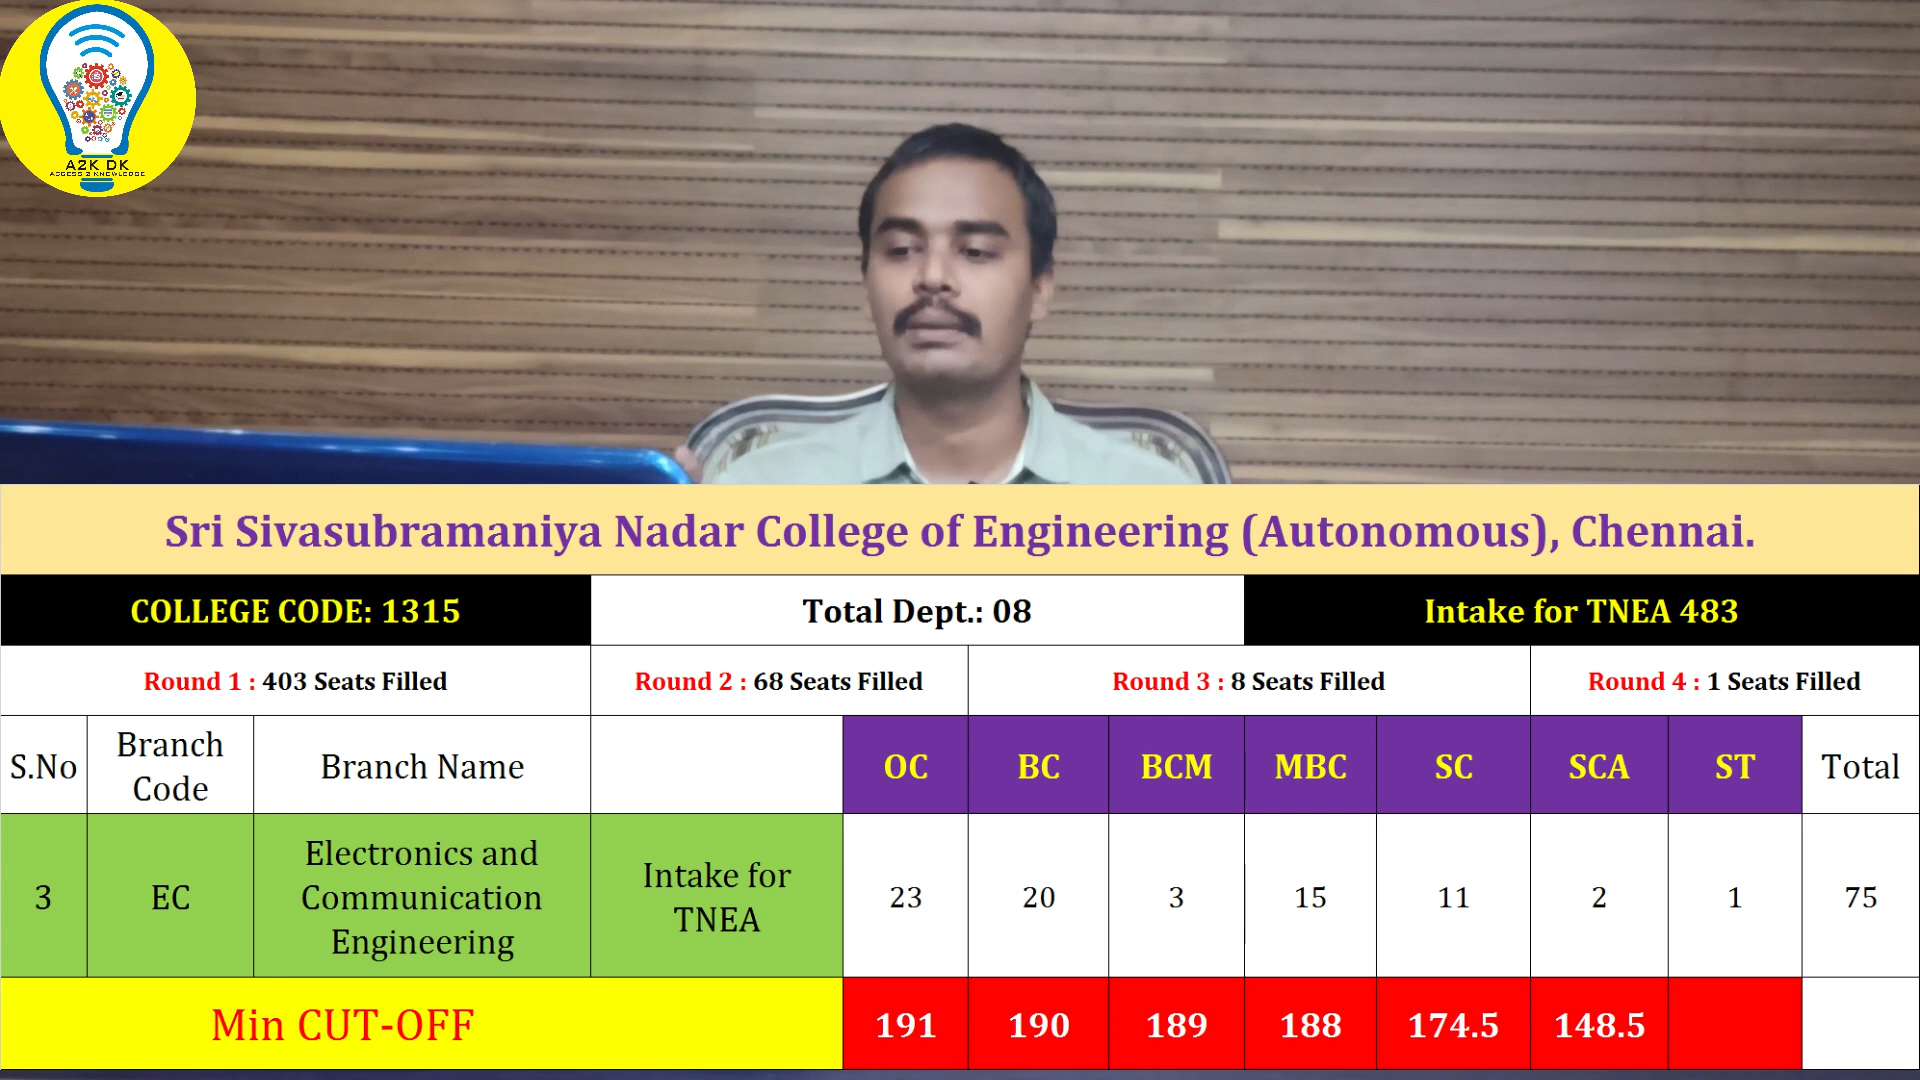 A2K DK
ACCESS 2 KNOWLEDGE
Sri Sivasubramaniya Nadar College of Engineering (Autonomous), Chennai.
COLLEGE CODE: 1315 Total Dept.: 08 Intake for TNEA 483
Round 1 : 403 Seats Filled Round 2 : 68 Seats Filled Round 3 : 8 Seats Filled Round 4 : 1 Seats Filled
S.No Branch Code Branch Name OC BC BCM MBC SC SCA ST Total
3 EC Electronics and Communication Engineering Intake for TNEA 23 20 3 15 11 2 1 75
Min CUT-OFF 191 190 189 188 174.5 148.5